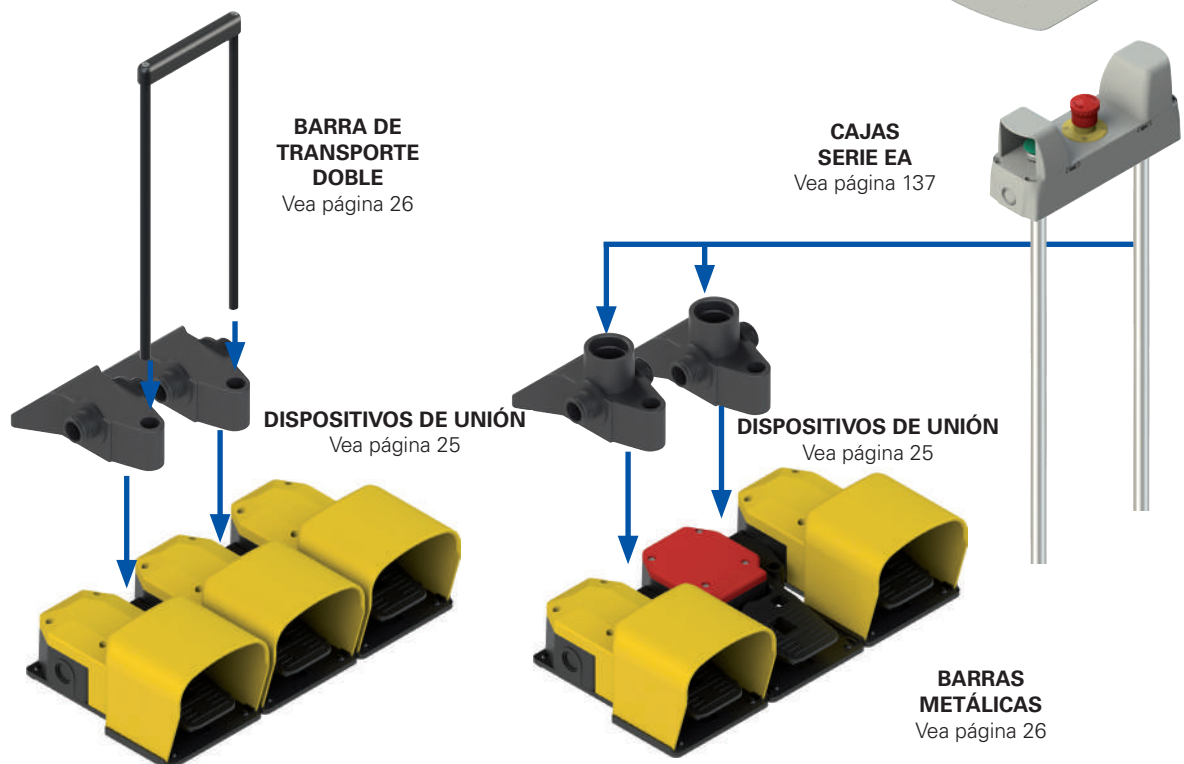 BARRA DE
TRANSPORTE
DOBLE
Vea página 26
CAJAS
SERIE EA
Vea página 137
DISPOSITIVOS DE UNIÓN
Vea página 25
DISPOSITIVOS DE UNIÓN
Vea página 25
BARRAS
METÁLICAS
Vea página 26